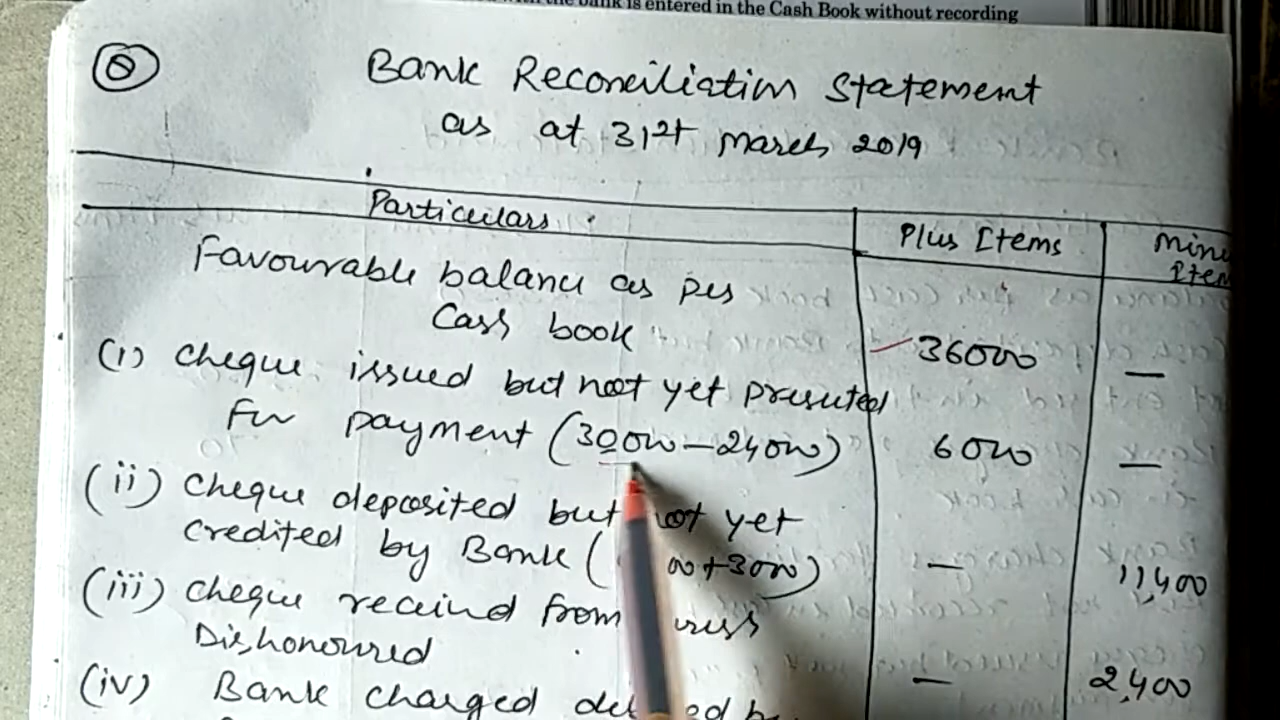 the bank is entered in the Cash Book without recording
Q
Bank Reconciliation Statement
as at 31st March 2019
Particulars
Plus Items
Favourable balance as per
Cash book
36000 —
(i) Cheque issued but not yet presented
For payment (30000 — 24000) 6000 —
(ii) Cheque deposited but not yet
credited by Bank ( +3000) — 11,400
(iii) Cheque received from
Dishonoured — 2,400
(iv) Bank charged